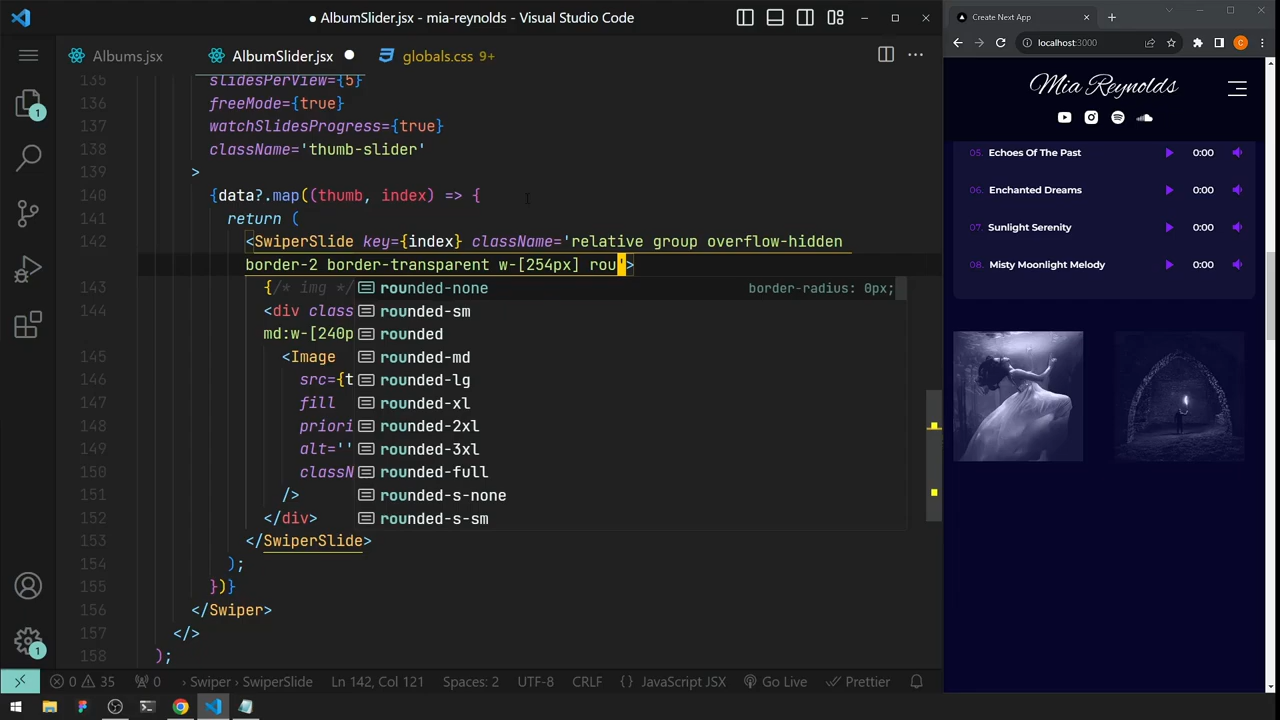 AlbumSlider.jsx - mia-reynolds - Visual Studio Code
Albums.jsx
AlbumSlider.jsx
globals.css 9+
135 slidesPerView={5}
136 freeMode={true}
137 watchSlidesProgress={true}
138 className='thumb-slider'
139 >
140 {data?.map((thumb, index) => {
141 return (
142 <SwiperSlide key={index} className='relative group overflow-hidden
border-2 border-transparent w-[254px] rou'>
143 {/* img */
rounded-none border-radius: 0px;
144 <div class
rounded-sm
md:w-[240p
rounded
145 <Image
rounded-md
146 src={t
rounded-lg
147 fill
rounded-xl
148 priori
rounded-2xl
149 alt=''
rounded-3xl
150 classN
rounded-full
151 />
rounded-s-none
152 </div>
rounded-s-sm
153 </SwiperSlide>
154 );
155 })}
156 </Swiper>
157 </>
158 );
1
1
0 35 0 › Swiper › SwiperSlide Ln 142, Col 121 Spaces: 2 UTF-8 CRLF {} JavaScript JSX Go Live Prettier
Create Next App
localhost:3000
C
Mia Reynolds
05. Echoes Of The Past 0:00
06. Enchanted Dreams 0:00
07. Sunlight Serenity 0:00
08. Misty Moonlight Melody 0:00